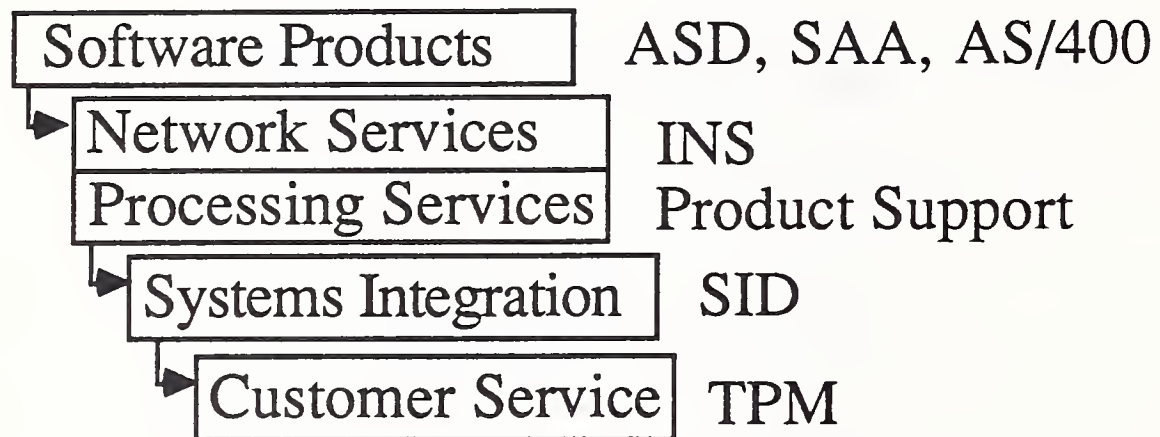 Software Products ASD, SAA, AS/400
Network Services INS
Processing Services Product Support
Systems Integration SID
Customer Service TPM